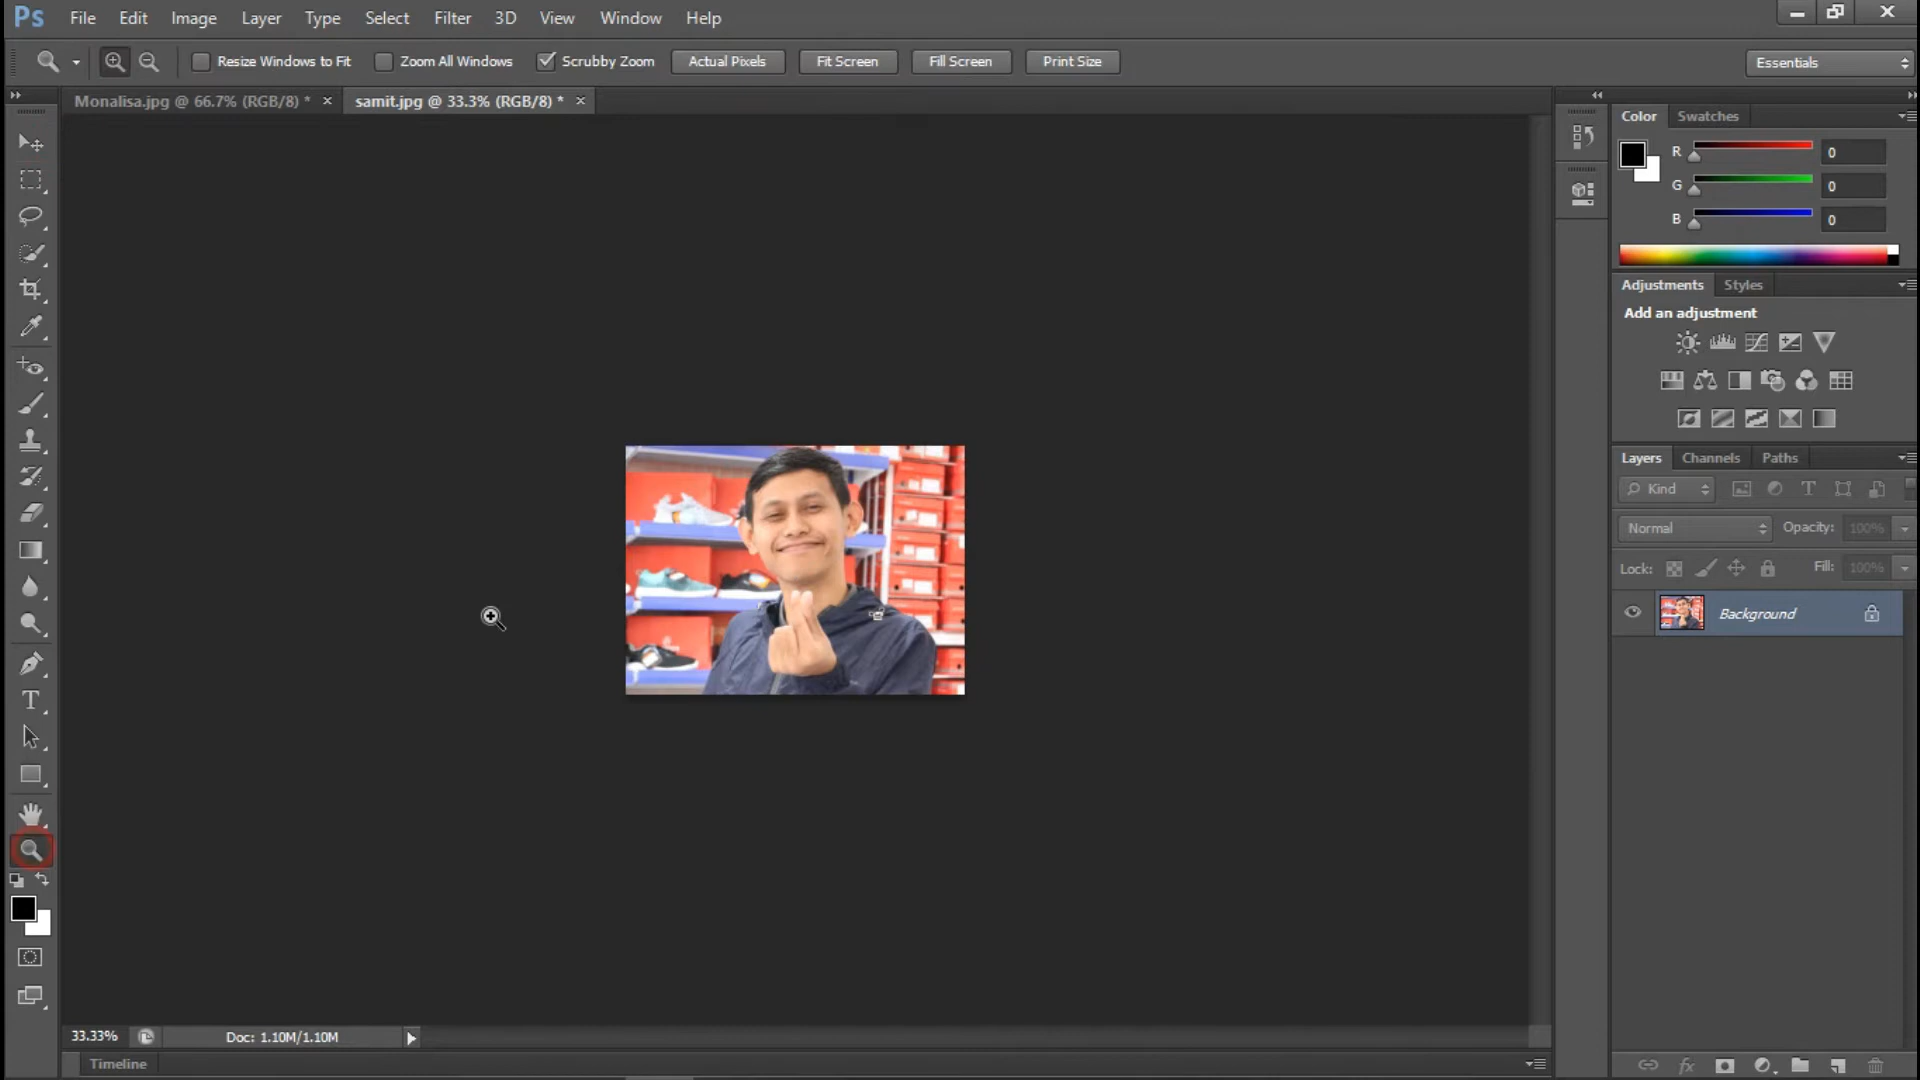 Ps File Edit Image Layer Type Select Filter 3D View Window Help
Resize Windows to Fit Zoom All Windows Scrubby Zoom Actual Pixels Fit Screen Fill Screen Print Size Essentials
Monalisa.jpg @ 66.7% (RGB/8) * samit.jpg @ 33.3% (RGB/8) *
Color Swatches
R 0
G 0
B 0
Adjustments Styles
Add an adjustment
Layers Channels Paths
Kind
Normal Opacity: 100%
Lock: Fill: 100%
Background
33.33% Doc: 1.10M/1.10M
Timeline